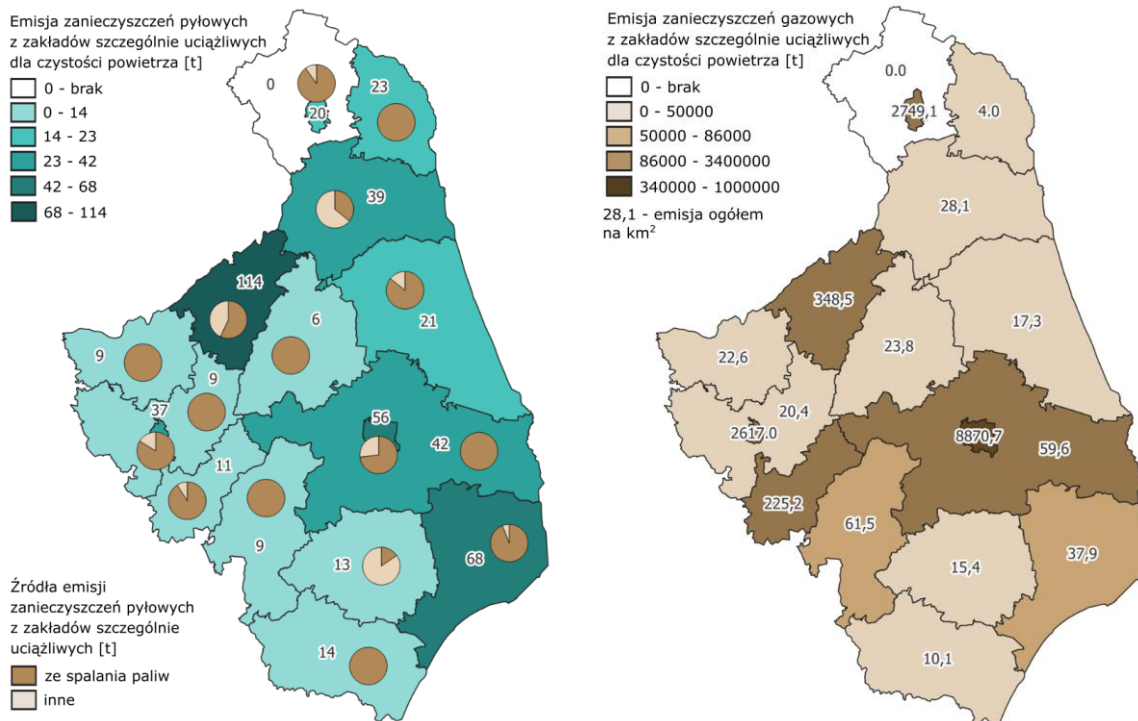 Emisja zanieczyszczeń pyłowych
z zakładów szczególnie uciążliwych
dla czystości powietrza [t]
0 - brak
0 - 14
14 - 23
23 - 42
42 - 68
68 - 114
0
20
23
39
114
6
21
9
9
37
56
42
11
9
13
68
14
Źródła emisji
zanieczyszczeń pyłowych
z zakładów szczególnie
uciążliwych [t]
ze spalania paliw
inne
Emisja zanieczyszczeń gazowych
z zakładów szczególnie uciążliwych
dla czystości powietrza [t]
0 - brak
0 - 50000
50000 - 86000
86000 - 3400000
340000 - 1000000
28,1 - emisja ogółem
na km²
0.0
2749,1
4.0
28,1
348,5
17,3
23,8
22,6
20,4
2617.0
8870,7
59,6
225,2
61,5
37,9
15,4
10,1